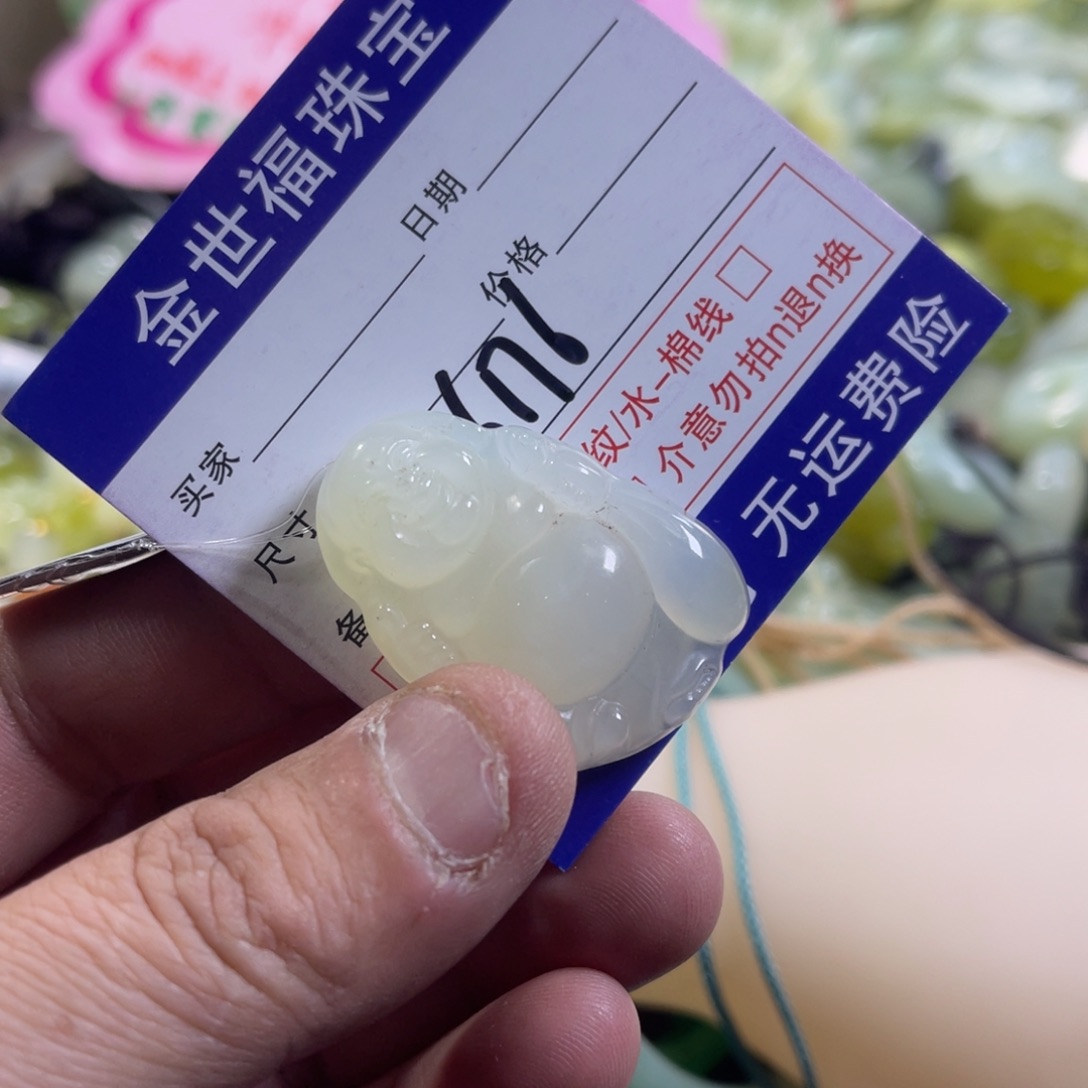 金世福珠宝
买家
日期
尺寸
价格
备
纹/水-棉线 □
介意勿拍n退n换
无运费险